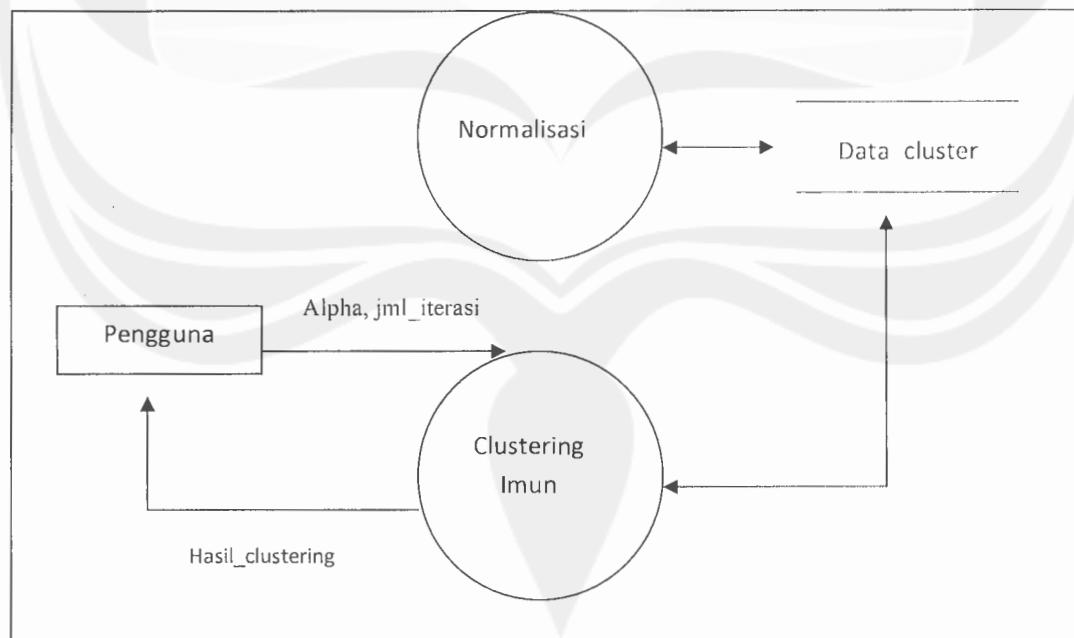 Normalisasi
Data cluster
Alpha, jml_iterasi
Pengguna
Clustering
Imun
Hasil_clustering